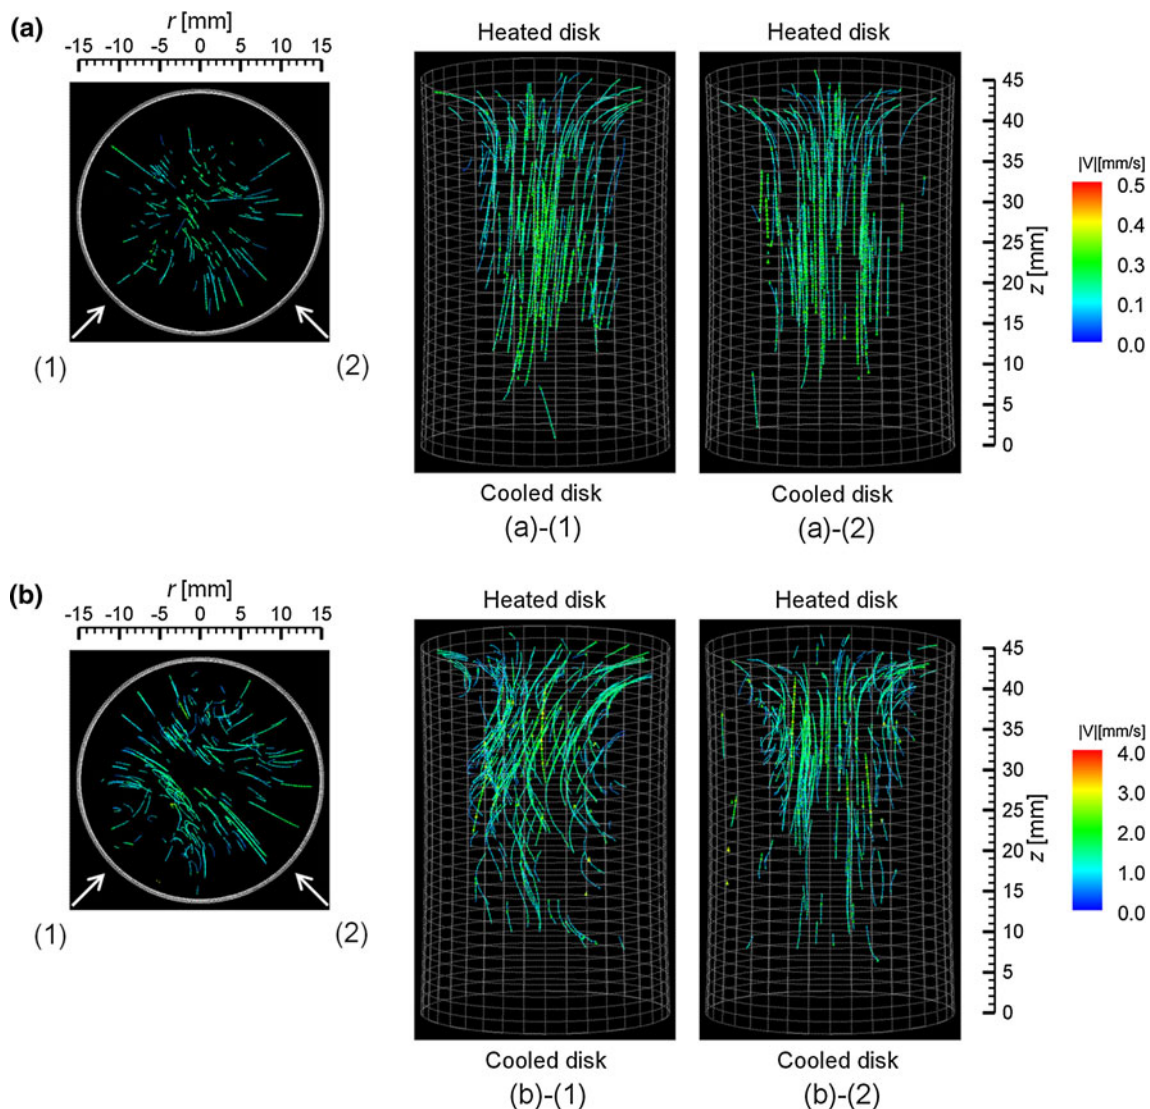 (a)
r [mm]
-15 -10 -5 0 5 10 15
(1)
(2)
Heated disk
Cooled disk
(a)-(1)
Heated disk
Cooled disk
(a)-(2)
45
40
35
30
25
20
15
10
5
0
z [mm]
|V|[mm/s]
0.5
0.4
0.3
0.1
0.0
(b)
r [mm]
-15 -10 -5 0 5 10 15
(1)
(2)
Heated disk
Cooled disk
(b)-(1)
Heated disk
Cooled disk
(b)-(2)
45
40
35
30
25
20
15
10
5
0
z [mm]
|V|[mm/s]
4.0
3.0
2.0
1.0
0.0